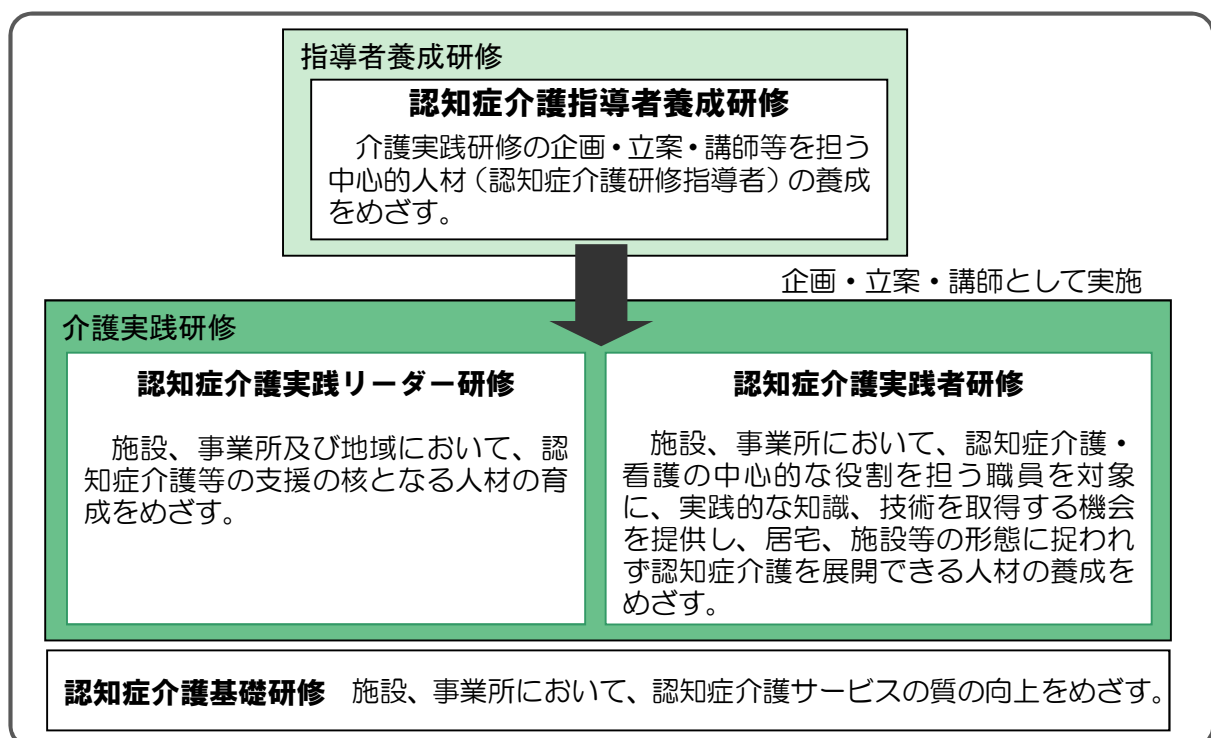 指導者養成研修
認知症介護指導者養成研修
介護実践研修の企画・立案・講師等を担う
中心的人材(認知症介護研修指導者)の養成
をめざす。
企画・立案・講師として実施
介護実践研修
認知症介護実践リーダー研修
施設、事業所及び地域において、認
知症介護等の支援の核となる人材の育
成をめざす。
認知症介護実践者研修
施設、事業所において、認知症介護・
看護の中心的な役割を担う職員を対象
に、実践的な知識、技術を取得する機会
を提供し、居宅、施設等の形態に捉われ
ず認知症介護を展開できる人材の養成を
めざす。
認知症介護基礎研修 施設、事業所において、認知症介護サービスの質の向上をめざす。